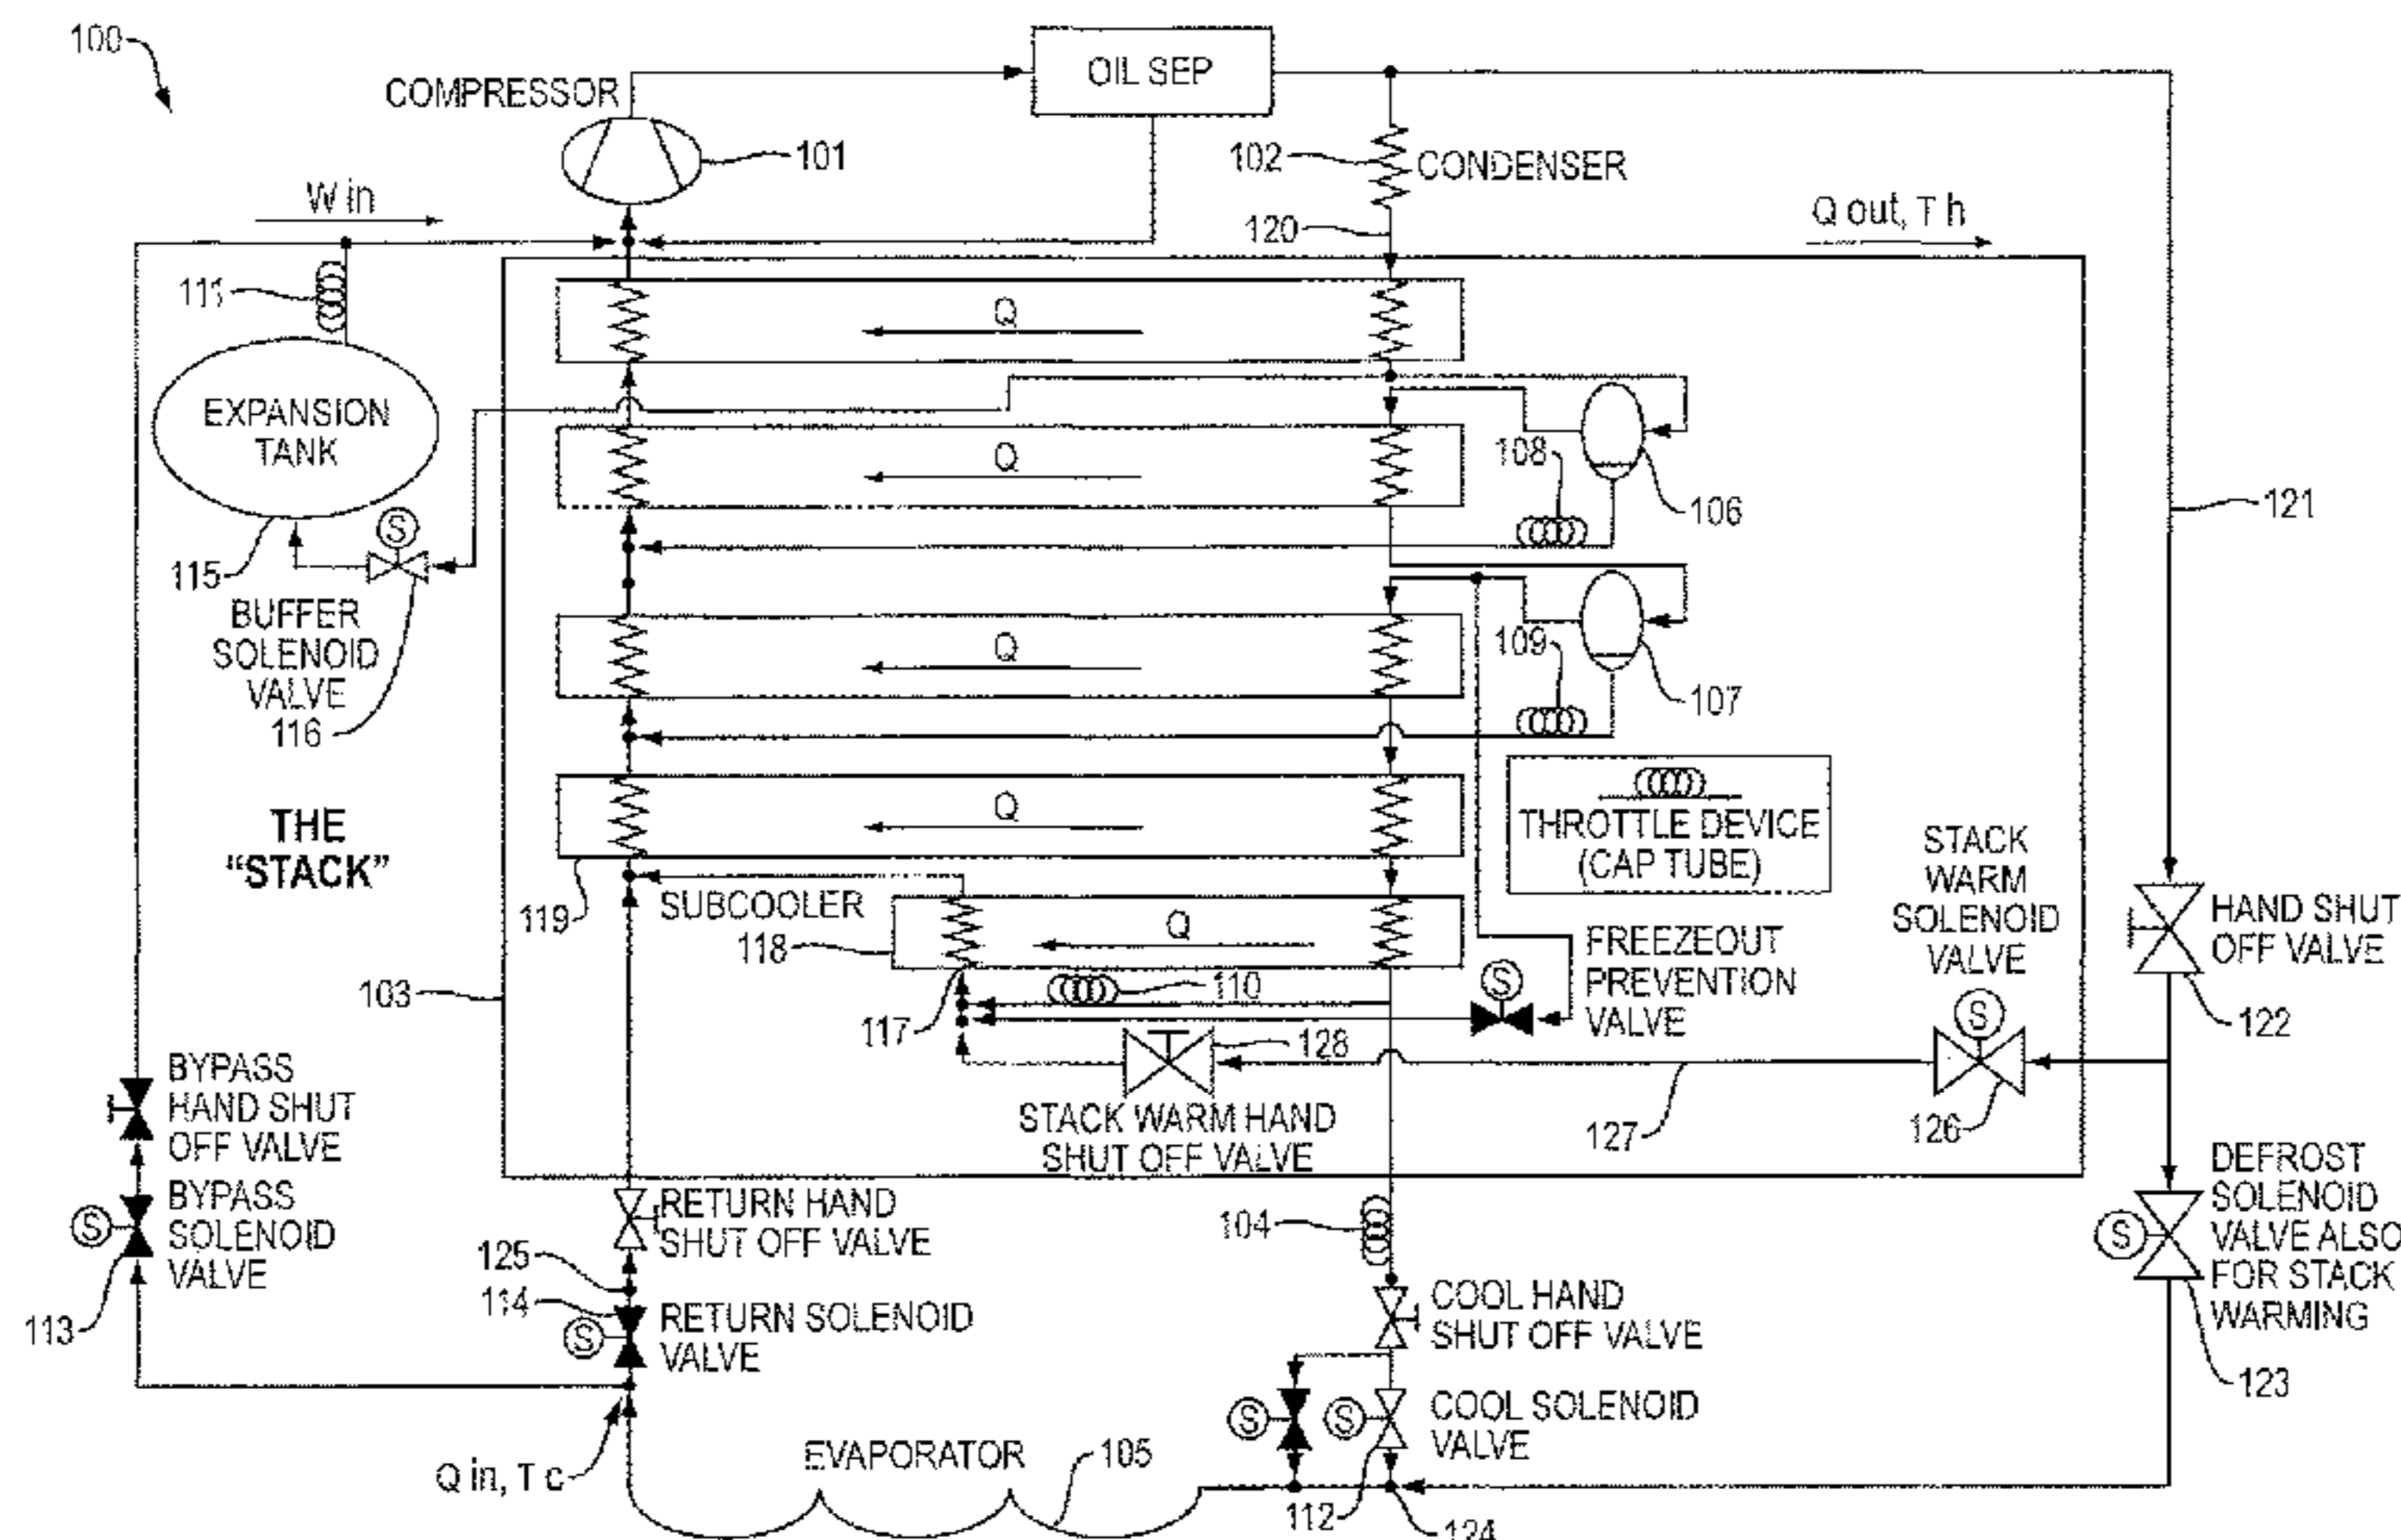 100
COMPRESSOR
OIL SEP
101
102
CONDENSER
W in
120
Q out, T h
111
Q
EXPANSION
TANK
Q
108
106
121
S
115
BUFFER
SOLENOID
VALVE
116
Q
109
107
THE
"STACK"
Q
THROTTLE DEVICE
(CAP TUBE)
STACK
WARM
SOLENOID
VALVE
119
SUBCOOLER
118
Q
FREEZEOUT
PREVENTION
VALVE
HAND SHUT
OFF VALVE
103
110
S
S
117
128
122
BYPASS
HAND SHUT
OFF VALVE
STACK WARM HAND
SHUT OFF VALVE
127
126
BYPASS
SOLENOID
VALVE
S
113
RETURN HAND
SHUT OFF VALVE
104
DEFROST
SOLENOID
VALVE ALSO
FOR STACK
WARMING
S
125
114
S
RETURN SOLENOID
VALVE
COOL HAND
SHUT OFF VALVE
123
S
S
COOL SOLENOID
VALVE
Q in, T c
EVAPORATOR
105
112
124